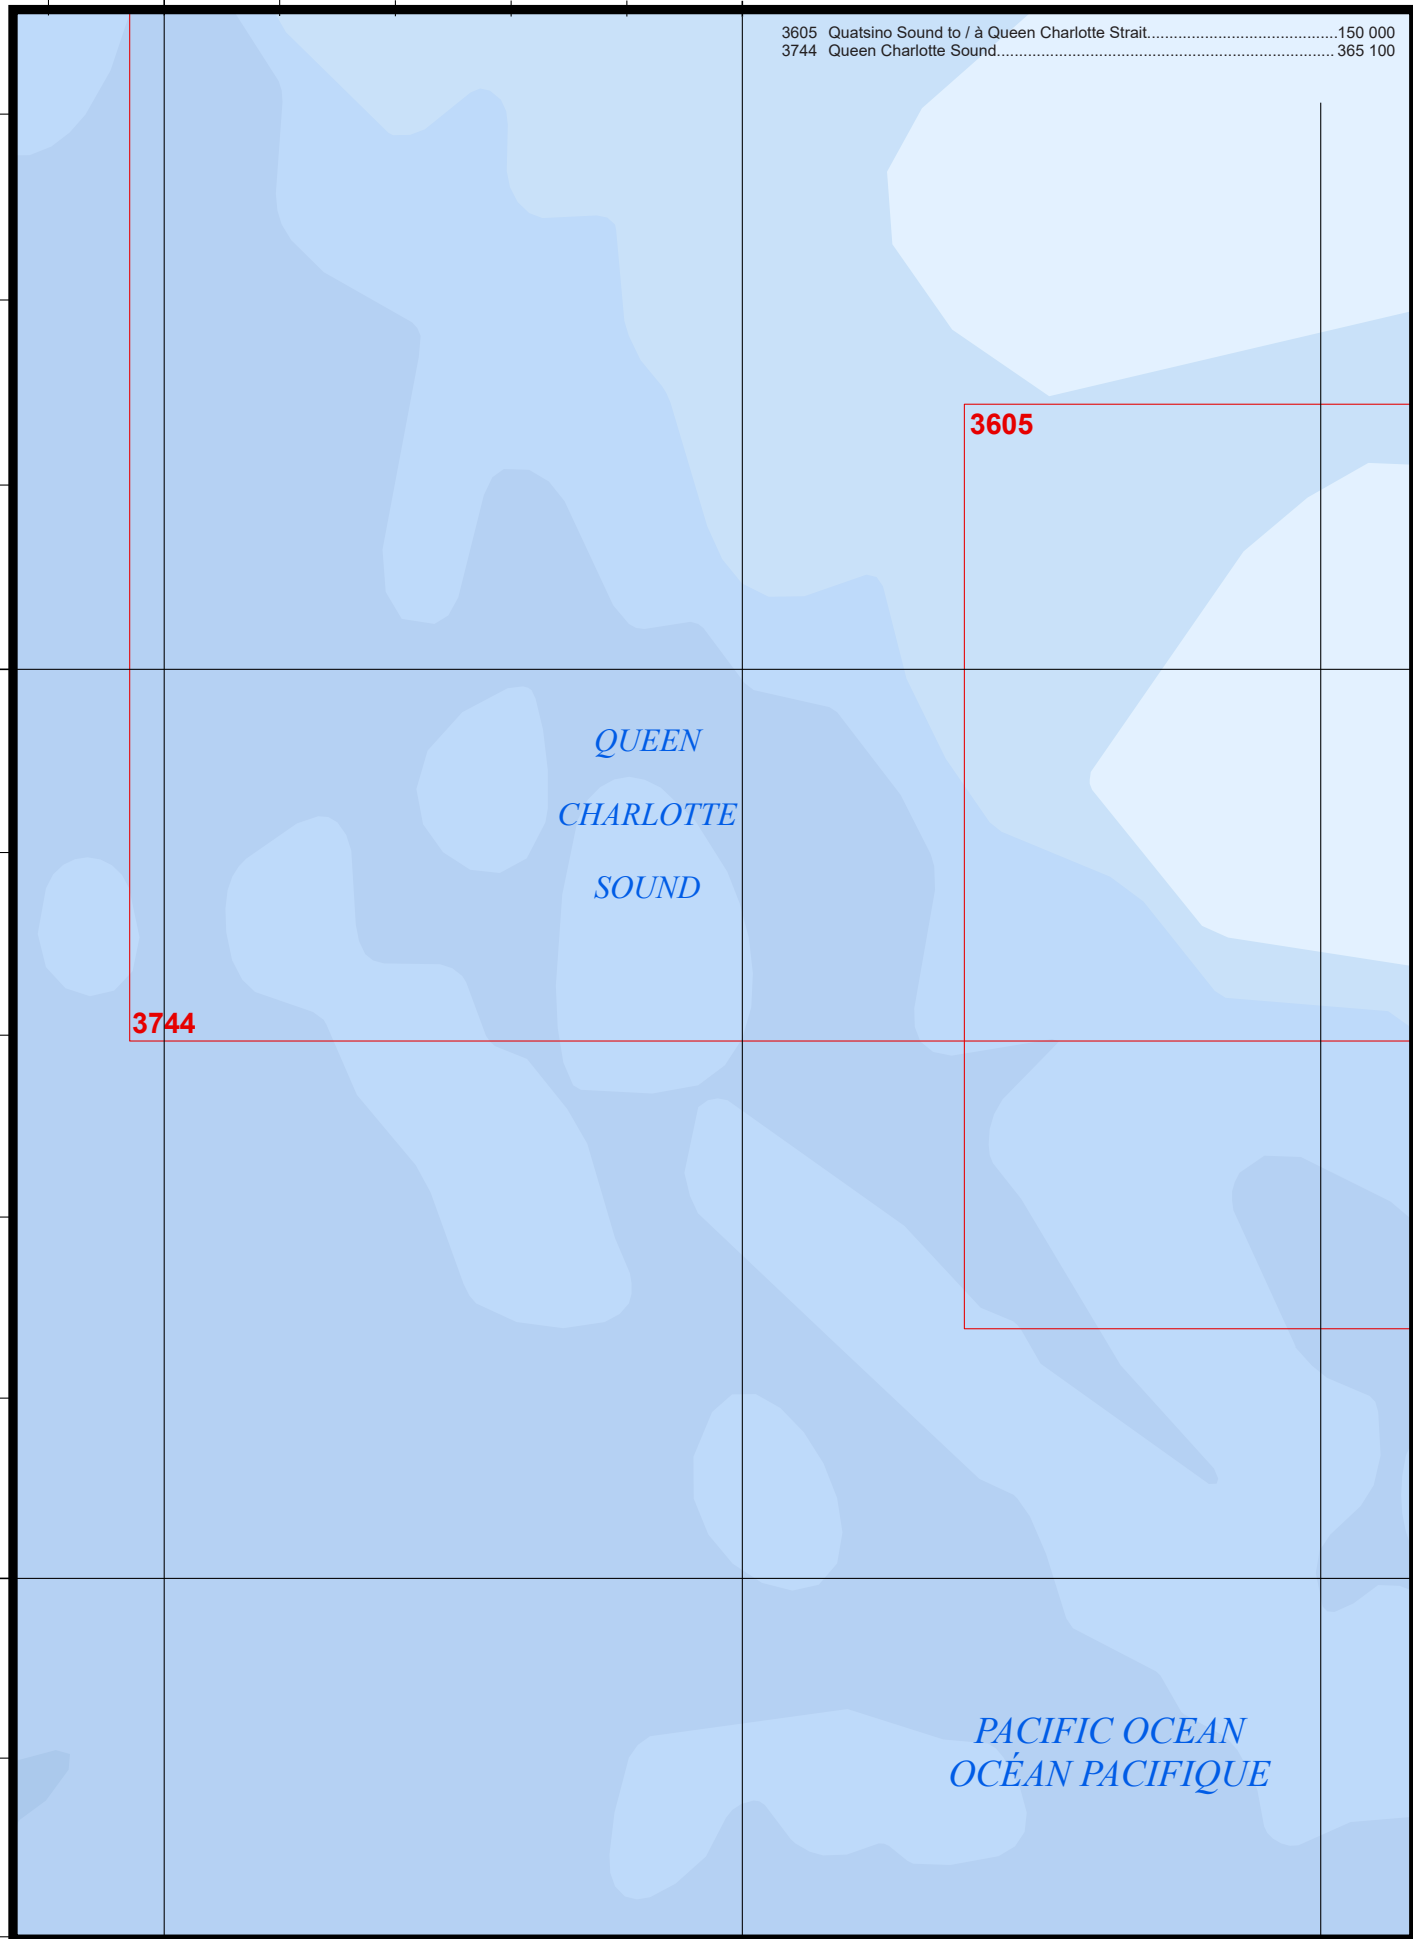 3605 Quatsino Sound to / à Queen Charlotte Strait..........................................150 000
3744 Queen Charlotte Sound...........................................................................365 100
3605
QUEEN
CHARLOTTE
SOUND
3744
PACIFIC OCEAN
OCÉAN PACIFIQUE